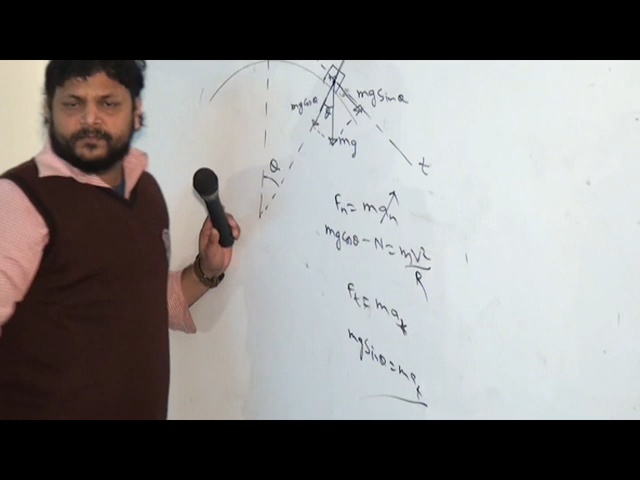 mgcosθ
θ
mgsinθ
mg
t
θ
Fn = man
mgcosθ - N = mV²/R
Ft = mat
mgsinθ = mat